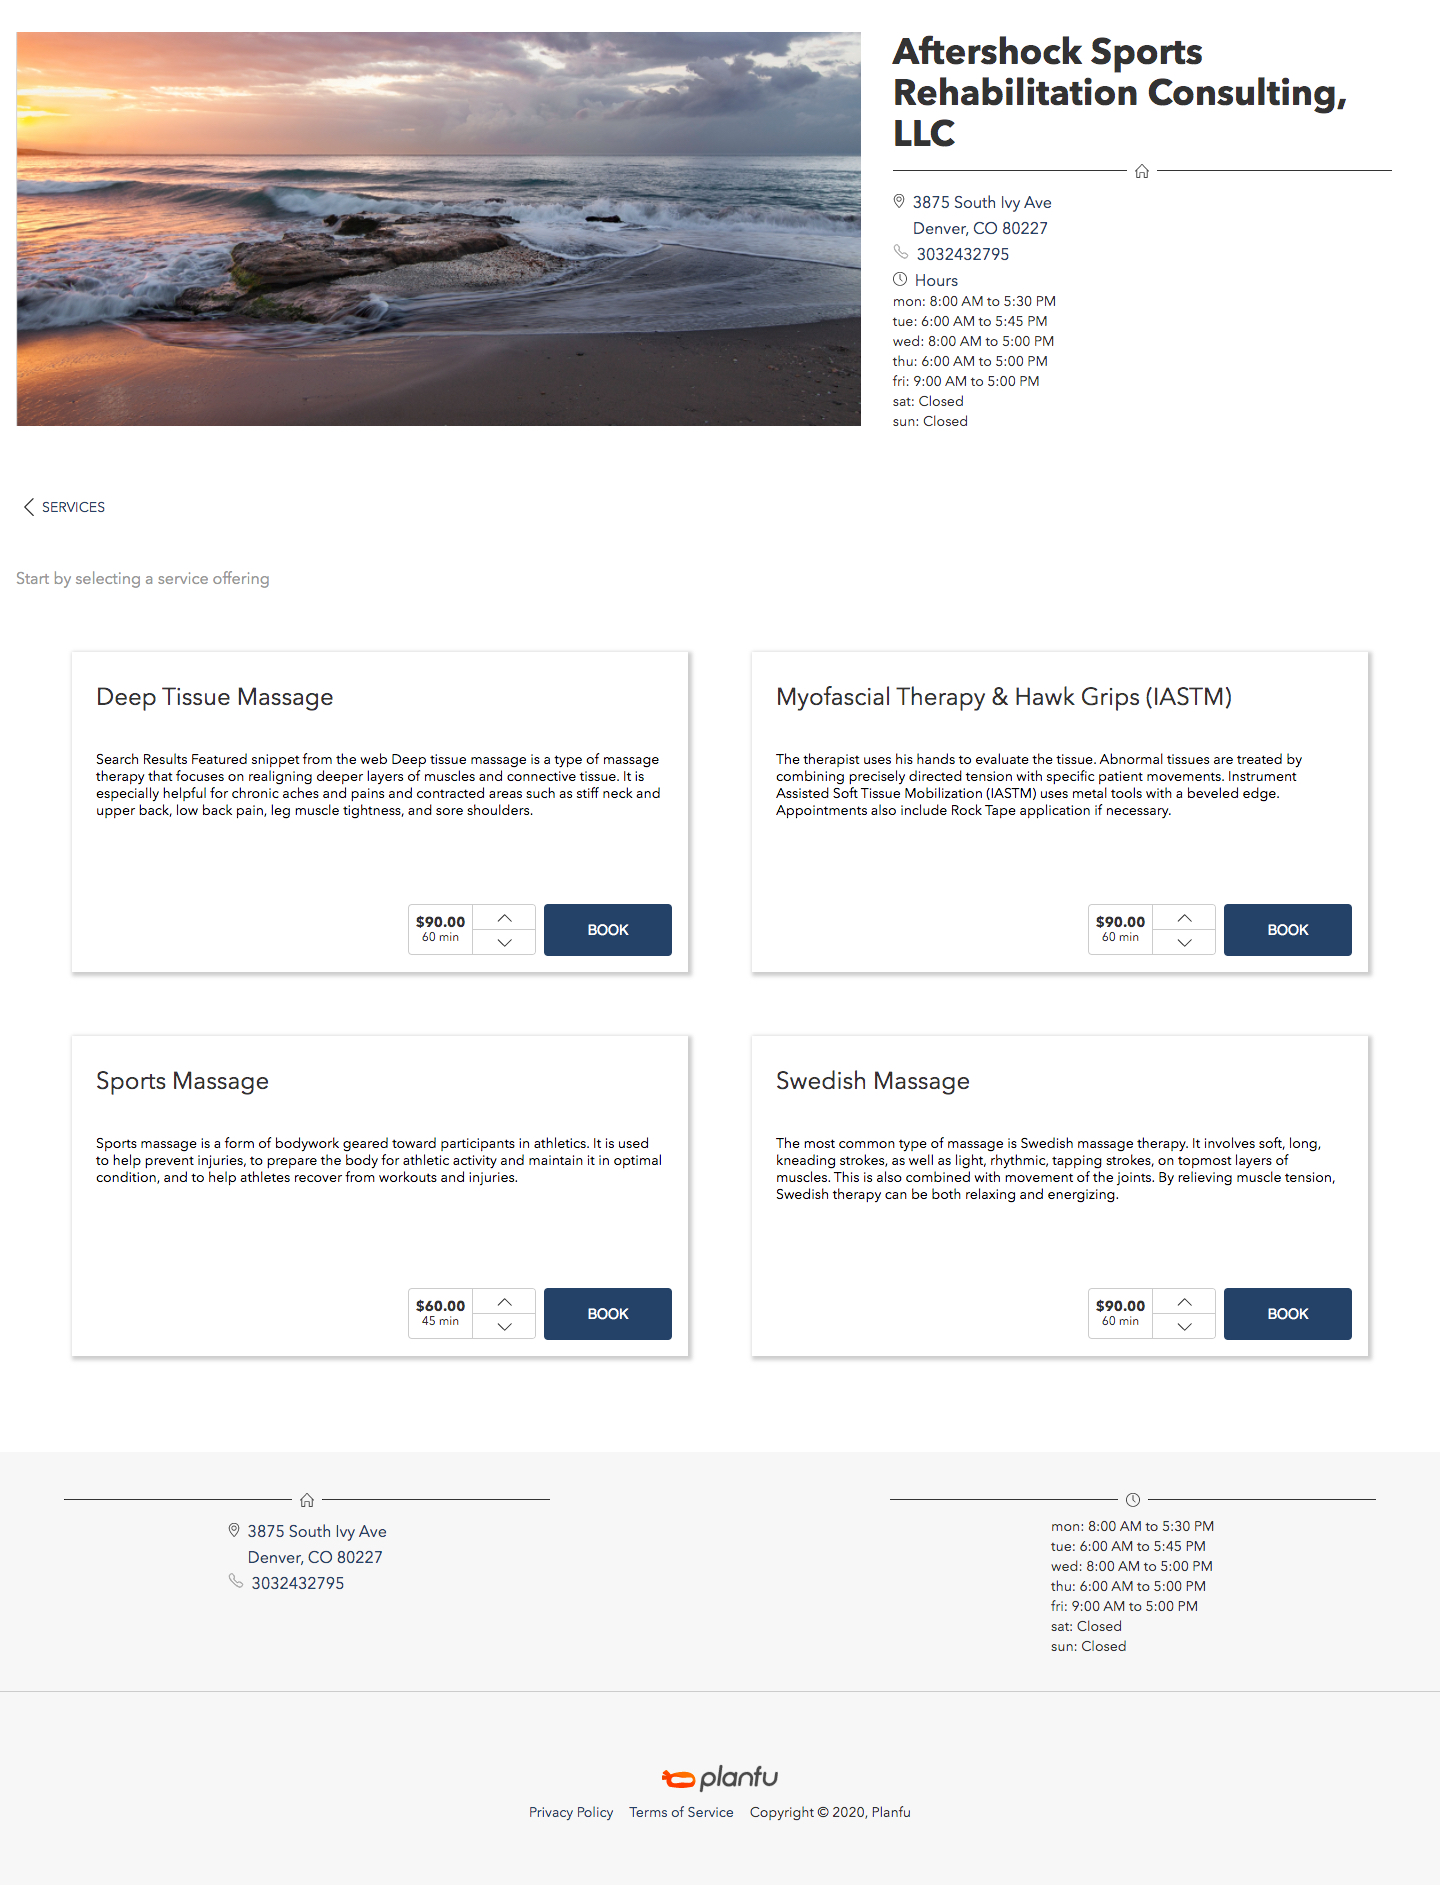 Aftershock Sports
Rehabilitation Consulting,
LLC
3875 South Ivy Ave
Denver, CO 80227
3032432795
Hours
mon: 8:00 AM to 5:30 PM
tue: 6:00 AM to 5:45 PM
wed: 8:00 AM to 5:00 PM
thu: 6:00 AM to 5:00 PM
fri: 9:00 AM to 5:00 PM
sat: Closed
sun: Closed
SERVICES
Start by selecting a service offering
Deep Tissue Massage
Search Results Featured snippet from the web Deep tissue massage is a type of massage
therapy that focuses on realigning deeper layers of muscles and connective tissue. It is
especially helpful for chronic aches and pains and contracted areas such as stiff neck and
upper back, low back pain, leg muscle tightness, and sore shoulders.
$90.00
60 min
BOOK
Myofascial Therapy & Hawk Grips (IASTM)
The therapist uses his hands to evaluate the tissue. Abnormal tissues are treated by
combining precisely directed tension with specific patient movements. Instrument
Assisted Soft Tissue Mobilization (IASTM) uses metal tools with a beveled edge.
Appointments also include Rock Tape application if necessary.
$90.00
60 min
BOOK
Sports Massage
Sports massage is a form of bodywork geared toward participants in athletics. It is used
to help prevent injuries, to prepare the body for athletic activity and maintain it in optimal
condition, and to help athletes recover from workouts and injuries.
$60.00
45 min
BOOK
Swedish Massage
The most common type of massage is Swedish massage therapy. It involves soft, long,
kneading strokes, as well as light, rhythmic, tapping strokes, on topmost layers of
muscles. This is also combined with movement of the joints. By relieving muscle tension,
Swedish therapy can be both relaxing and energizing.
$90.00
60 min
BOOK
3875 South Ivy Ave
Denver, CO 80227
3032432795
mon: 8:00 AM to 5:30 PM
tue: 6:00 AM to 5:45 PM
wed: 8:00 AM to 5:00 PM
thu: 6:00 AM to 5:00 PM
fri: 9:00 AM to 5:00 PM
sat: Closed
sun: Closed
planfu
Privacy Policy Terms of Service Copyright © 2020, Planfu